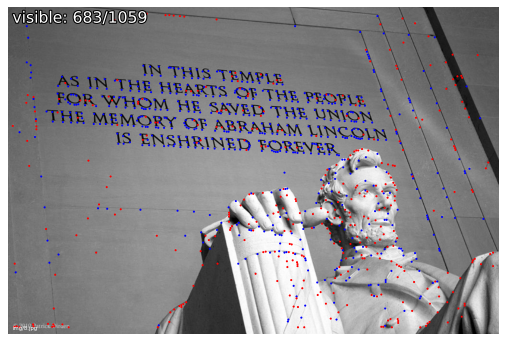 visible: 683/1059
IN THIS TEMPLE
AS IN THE HEARTS OF THE PEOPLE
FOR WHOM HE SAVED THE UNION
THE MEMORY OF ABRAHAM LINCOLN
IS ENSHRINED FOREVER